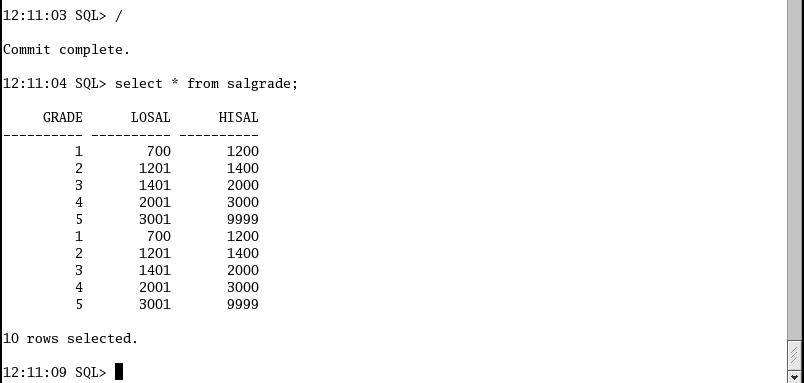 12:11:03 SQL> /
Commit complete.
12:11:04 SQL> select * from salgrade;
     GRADE      LOSAL      HISAL
---------- ---------- ----------
         1        700       1200
         2       1201       1400
         3       1401       2000
         4       2001       3000
         5       3001       9999
         1        700       1200
         2       1201       1400
         3       1401       2000
         4       2001       3000
         5       3001       9999
10 rows selected.
12:11:09 SQL>